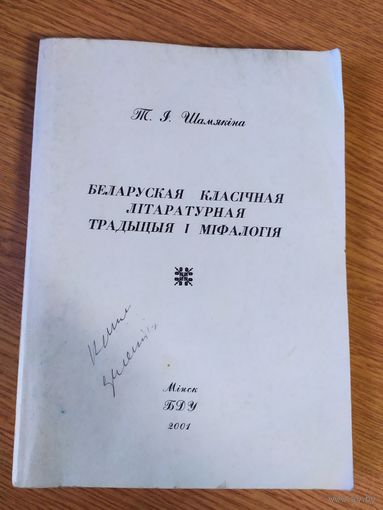 Т. І. Шамякіна
БЕЛАРУСКАЯ КЛАСІЧНАЯ
ЛІТАРАТУРНАЯ
ТРАДЫЦЫЯ І МІФАЛОГІЯ
Мінск
БДУ
2001